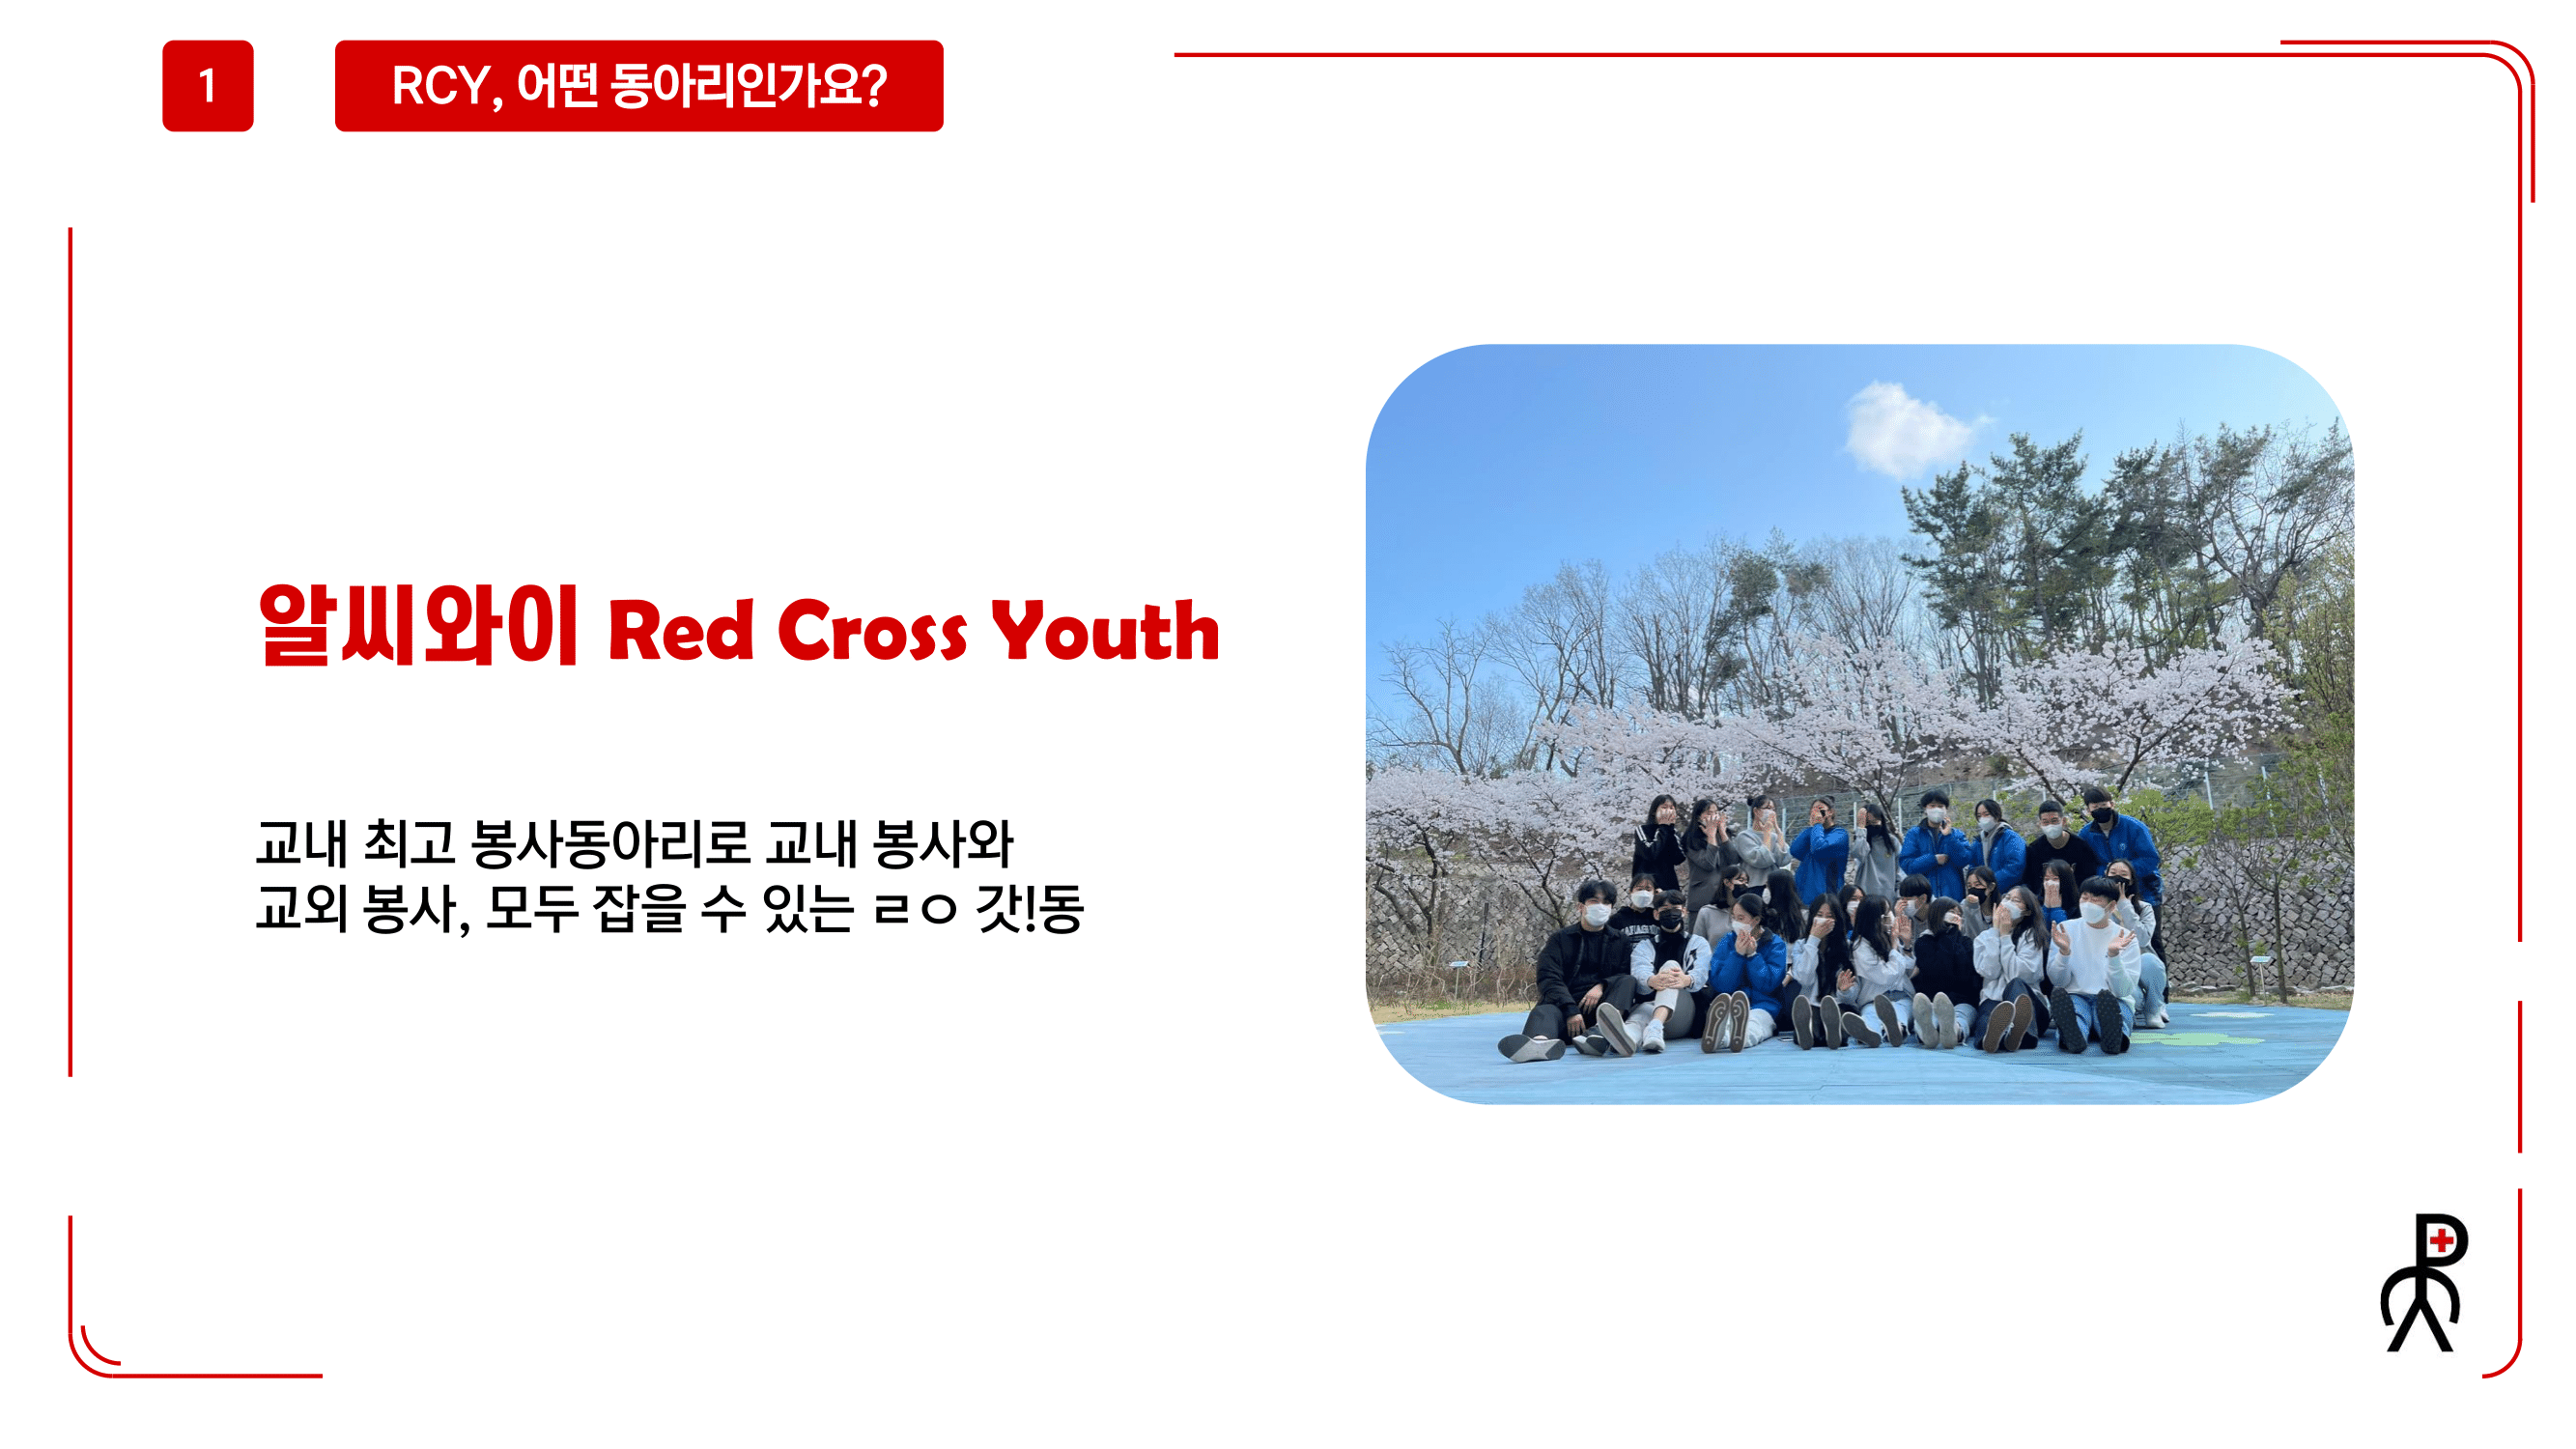 1
RCY, 어떤 동아리인가요?
알씨와이 Red Cross Youth
교내 최고 봉사동아리로 교내 봉사와
교외 봉사, 모두 잡을 수 있는 ㄹㅇ 갓!동